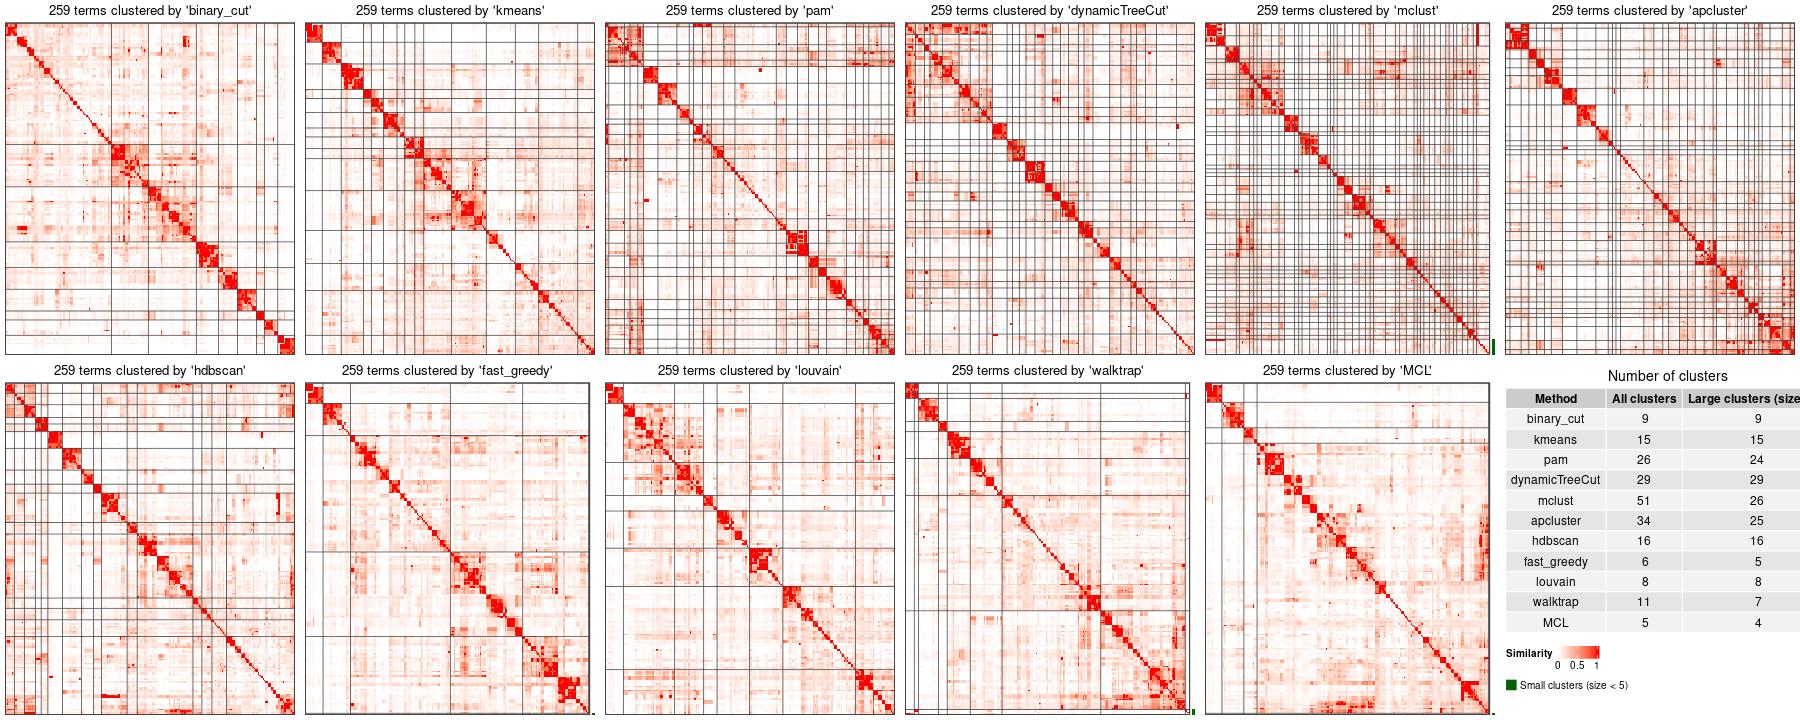 259 terms clustered by 'binary_cut'
259 terms clustered by 'kmeans'
259 terms clustered by 'pam'
259 terms clustered by 'dynamicTreeCut'
259 terms clustered by 'mclust'
259 terms clustered by 'apcluster'
259 terms clustered by 'hdbscan'
259 terms clustered by 'fast_greedy'
259 terms clustered by 'louvain'
259 terms clustered by 'walktrap'
259 terms clustered by 'MCL'
Number of clusters
Method All clusters Large clusters (size
binary_cut 9 9
kmeans 15 15
pam 26 24
dynamicTreeCut 29 29
mclust 51 26
apcluster 34 25
hdbscan 16 16
fast_greedy 6 5
louvain 8 8
walktrap 11 7
MCL 5 4
Similarity
0 0.5 1
Small clusters (size < 5)